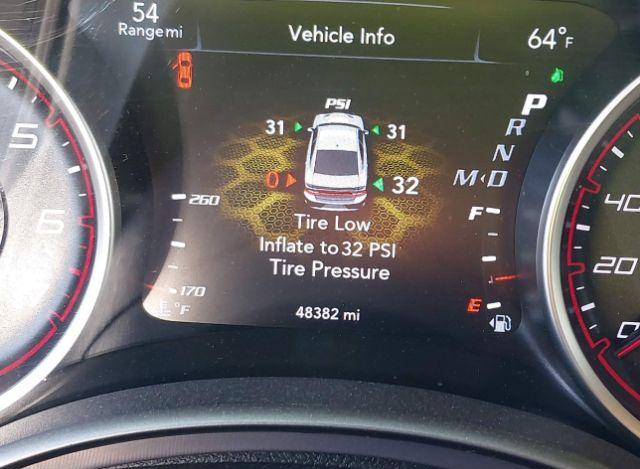 54
Range mi
Vehicle Info
64°F
PSI
P
31
31
R
5
N
0
32
M<D
40
260
F
6
Tire Low
Inflate to 32 PSI
20
Tire Pressure
170
°F
48382 mi
E
0